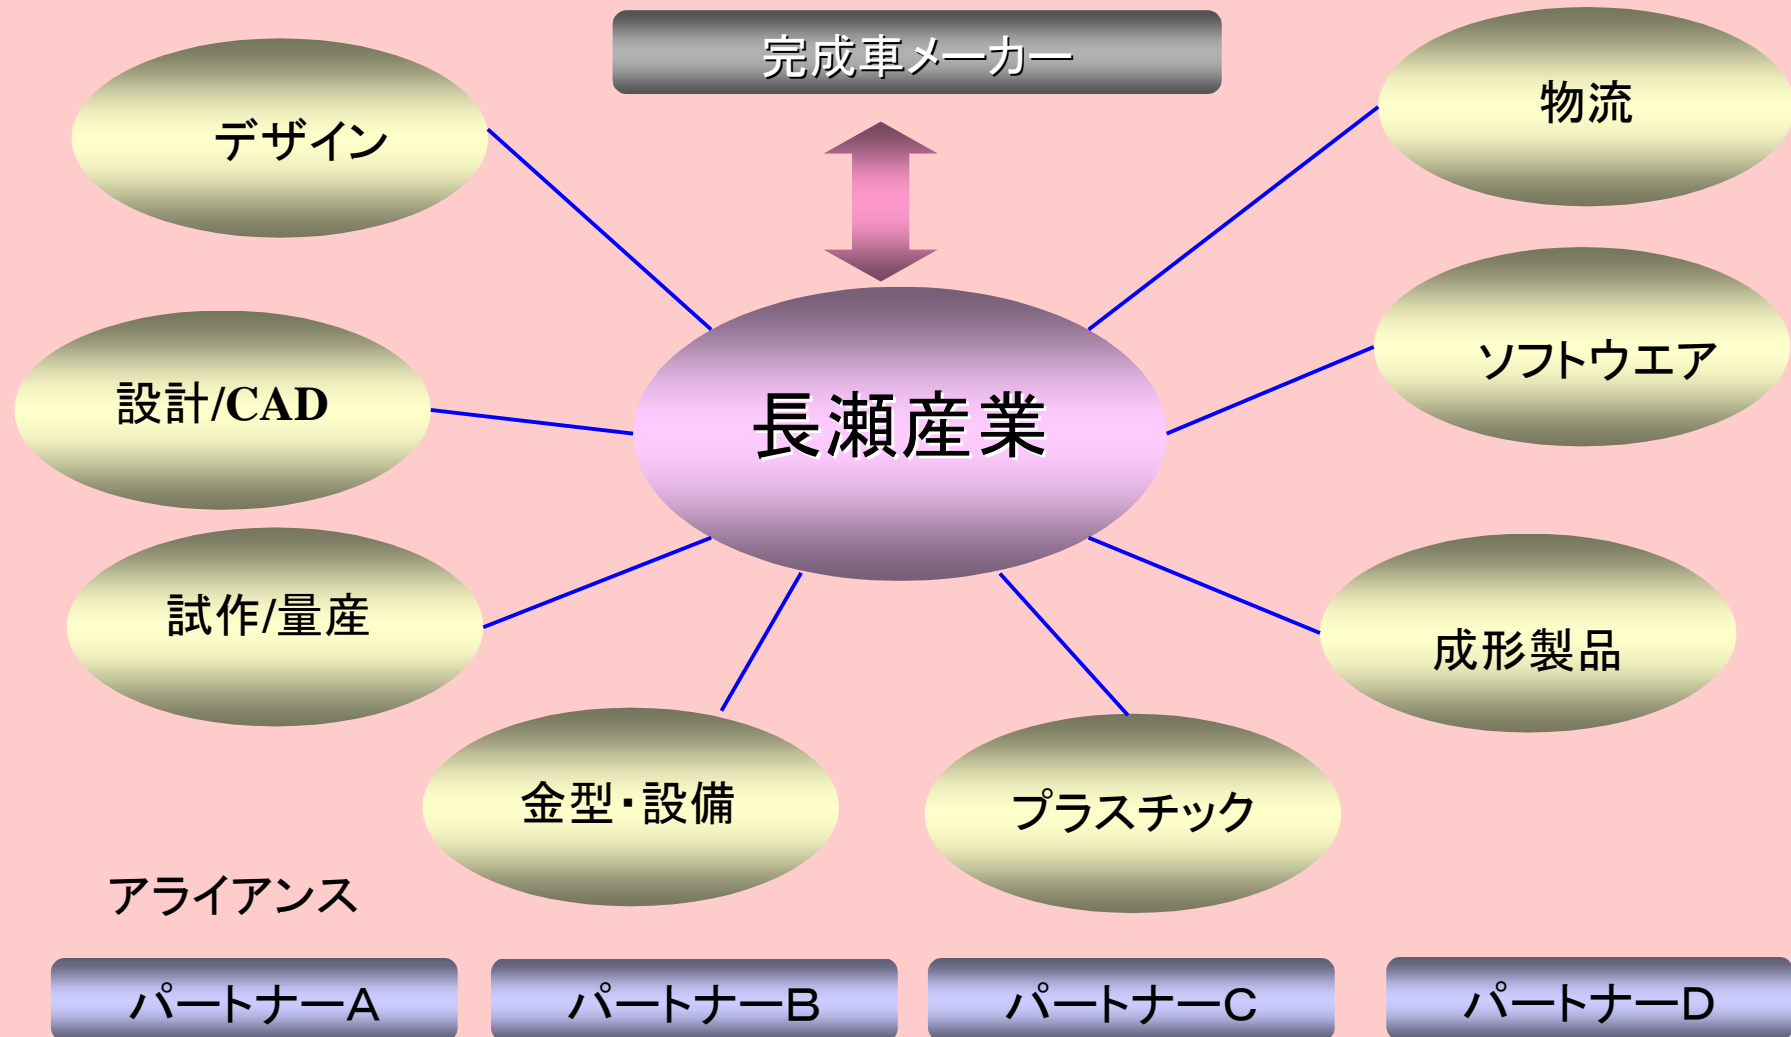 完成車メーカー
デザイン
物流
設計/CAD
長瀬産業
ソフトウエア
試作/量産
成形製品
金型・設備
プラスチック
アライアンス
パートナーA
パートナーB
パートナーC
パートナーD